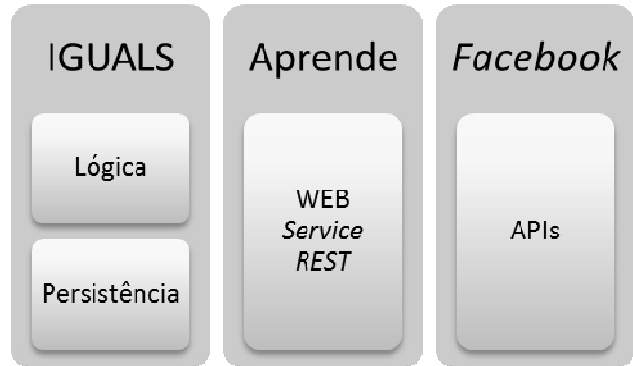 IGUALS
Lógica
Persistência
Aprende
WEB
Service
REST
Facebook
APIs